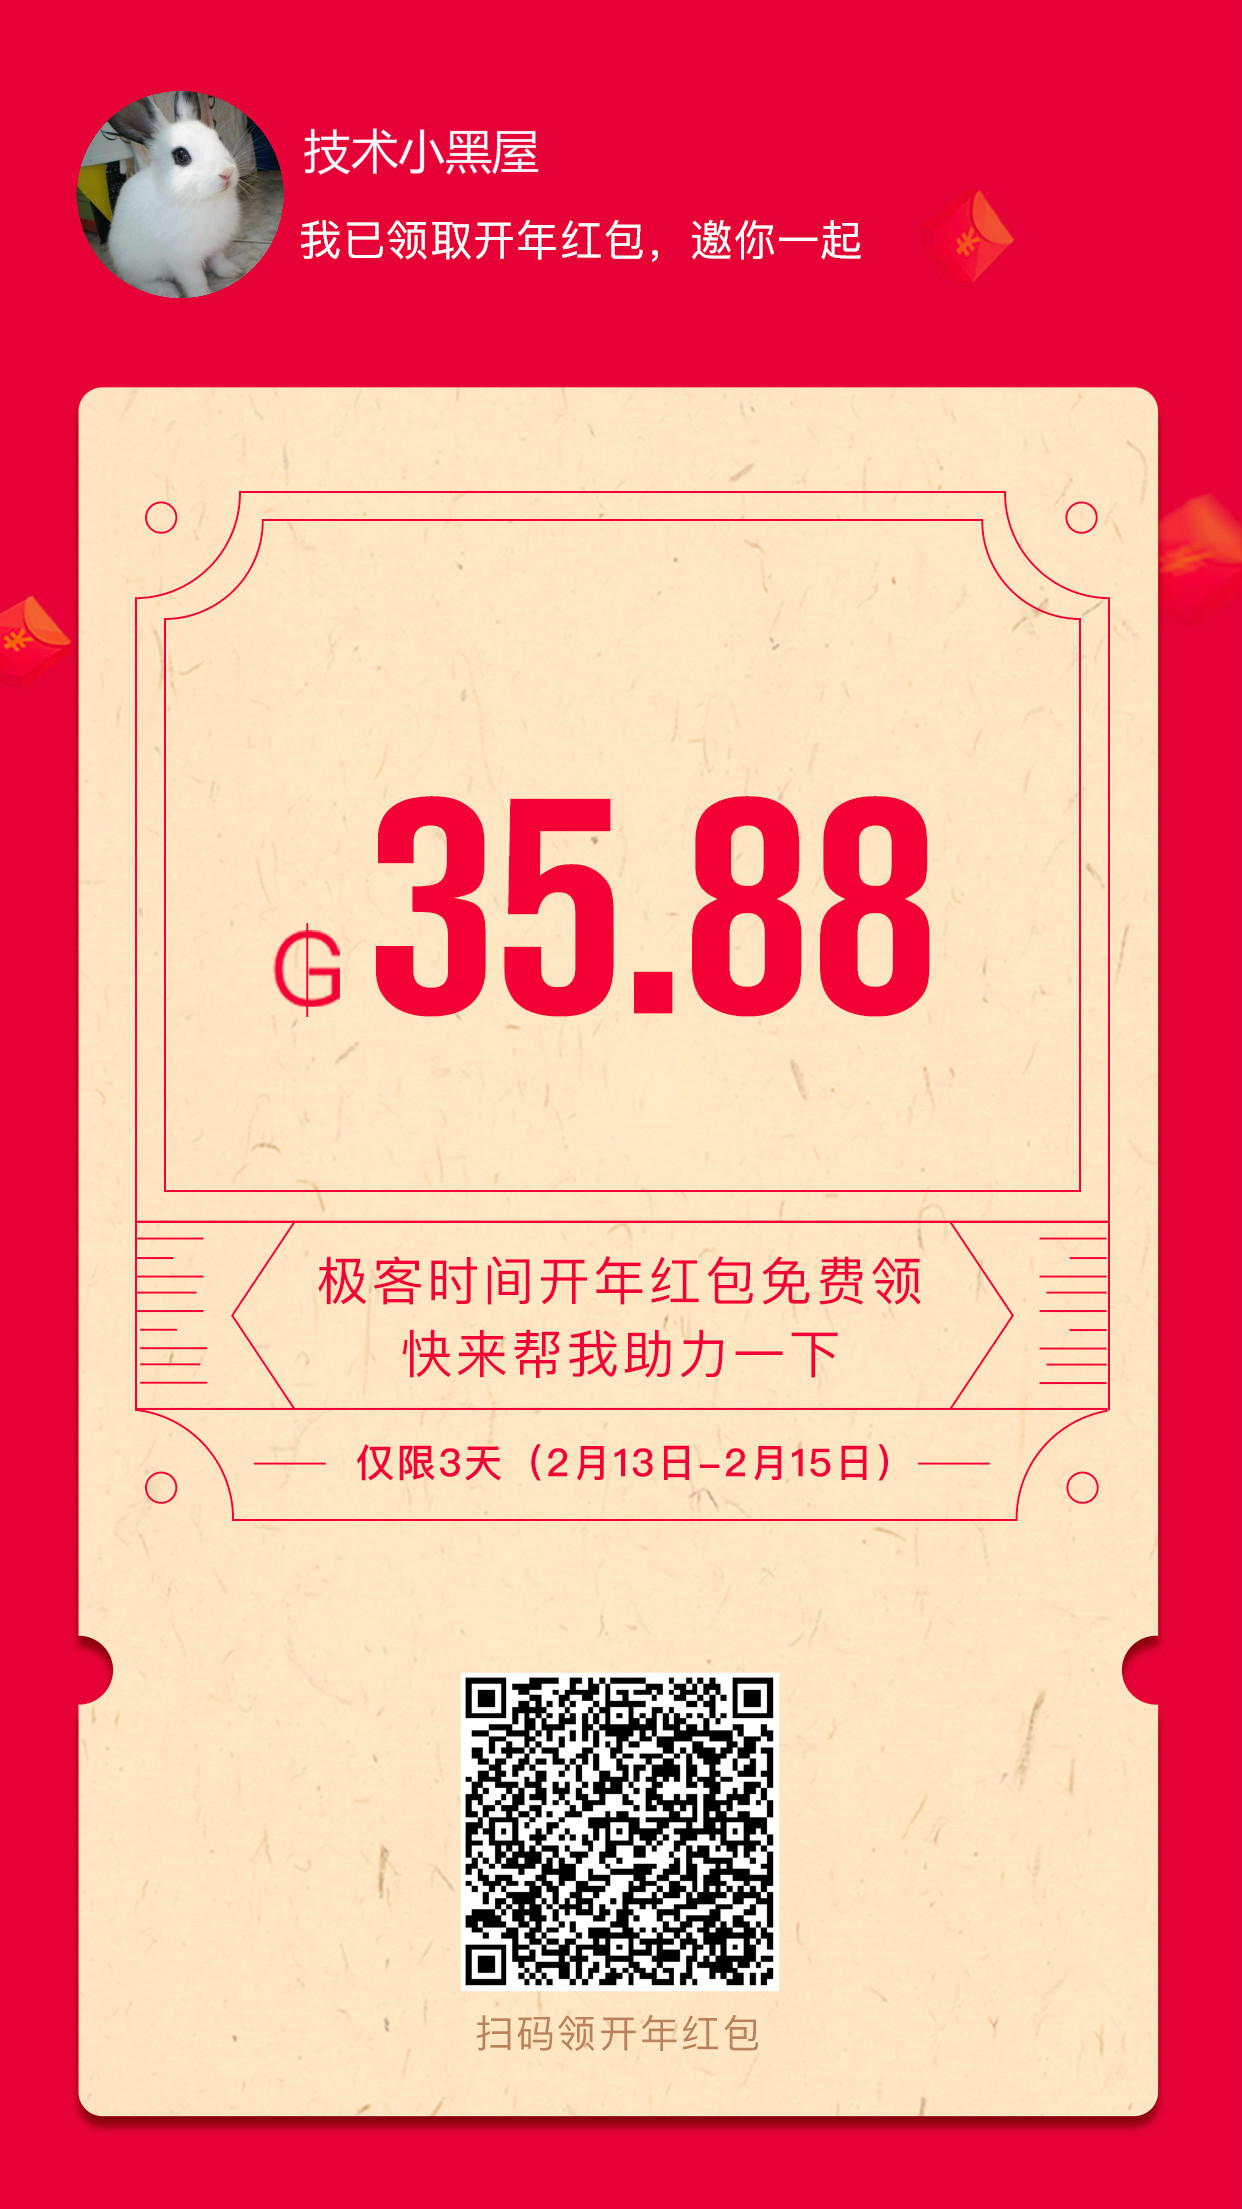 技术小黑屋
我已领取开年红包，邀你一起
G 35.88
极客时间开年红包免费领
快来帮我助力一下
仅限3天（2月13日-2月15日）
扫码领开年红包